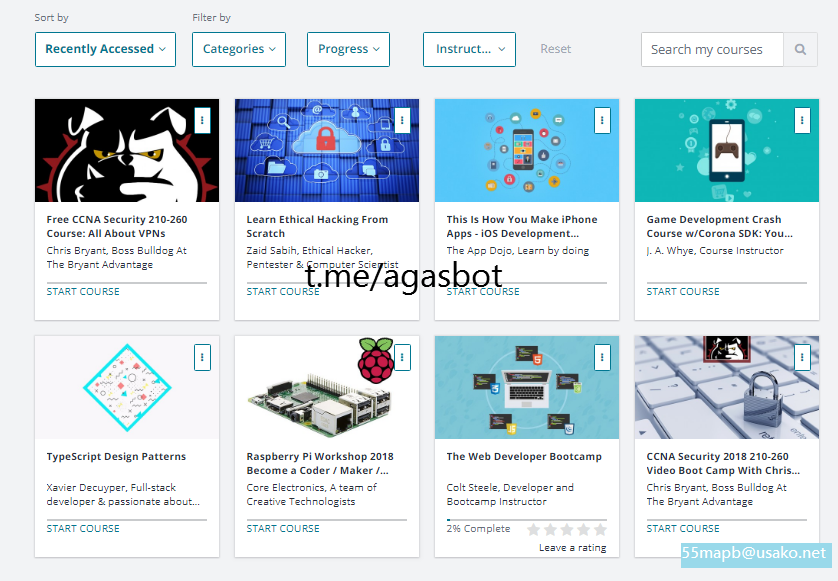 Sort by
Filter by
Recently Accessed
Categories
Progress
Instruct...
Reset
Search my courses
Free CCNA Security 210-260
Course: All About VPNs
Chris Bryant, Boss Bulldog At
The Bryant Advantage
START COURSE
Learn Ethical Hacking From
Scratch
Zaid Sabih, Ethical Hacker,
Pentester & Computer Scientist
START COURSE
This Is How You Make iPhone
Apps - iOS Development...
The App Dojo, Learn by doing
START COURSE
Game Development Crash
Course w/Corona SDK: You...
J. A. Whye, Course Instructor
START COURSE
t.me/agasbot
TypeScript Design Patterns
Xavier Decuyper, Full-stack
developer & passionate about...
START COURSE
Raspberry Pi Workshop 2018
Become a Coder / Maker /...
Core Electronics, A team of
Creative Technologists
START COURSE
The Web Developer Bootcamp
Colt Steele, Developer and
Bootcamp Instructor
2% Complete
Leave a rating
CCNA Security 2018 210-260
Video Boot Camp With Chris...
Chris Bryant, Boss Bulldog At
The Bryant Advantage
START COURSE
55mapb@usako.net